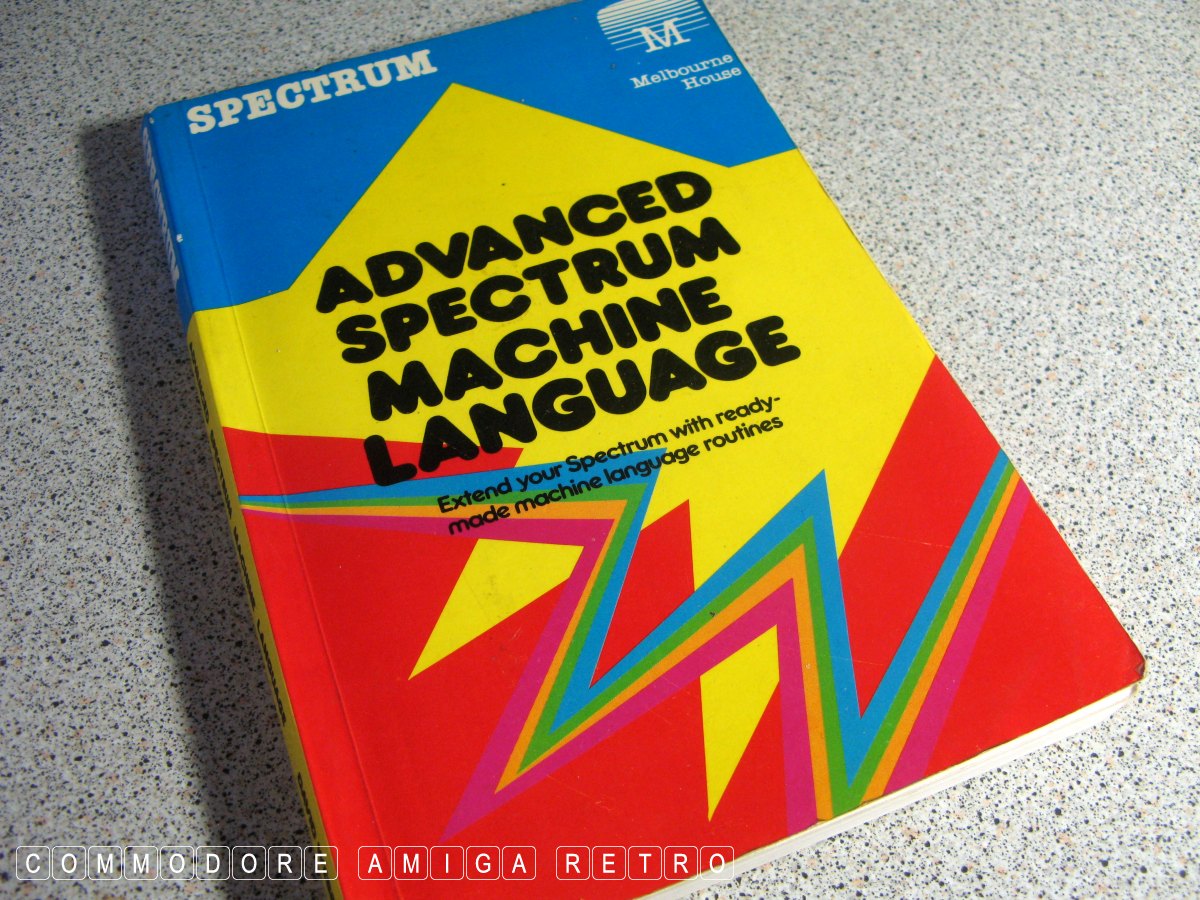 SPECTRUM
M
Melbourne
House
ADVANCED
SPECTRUM
MACHINE
LANGUAGE
Extend your Spectrum with ready-
made machine language routines
COMMODORE AMIGA RETRO